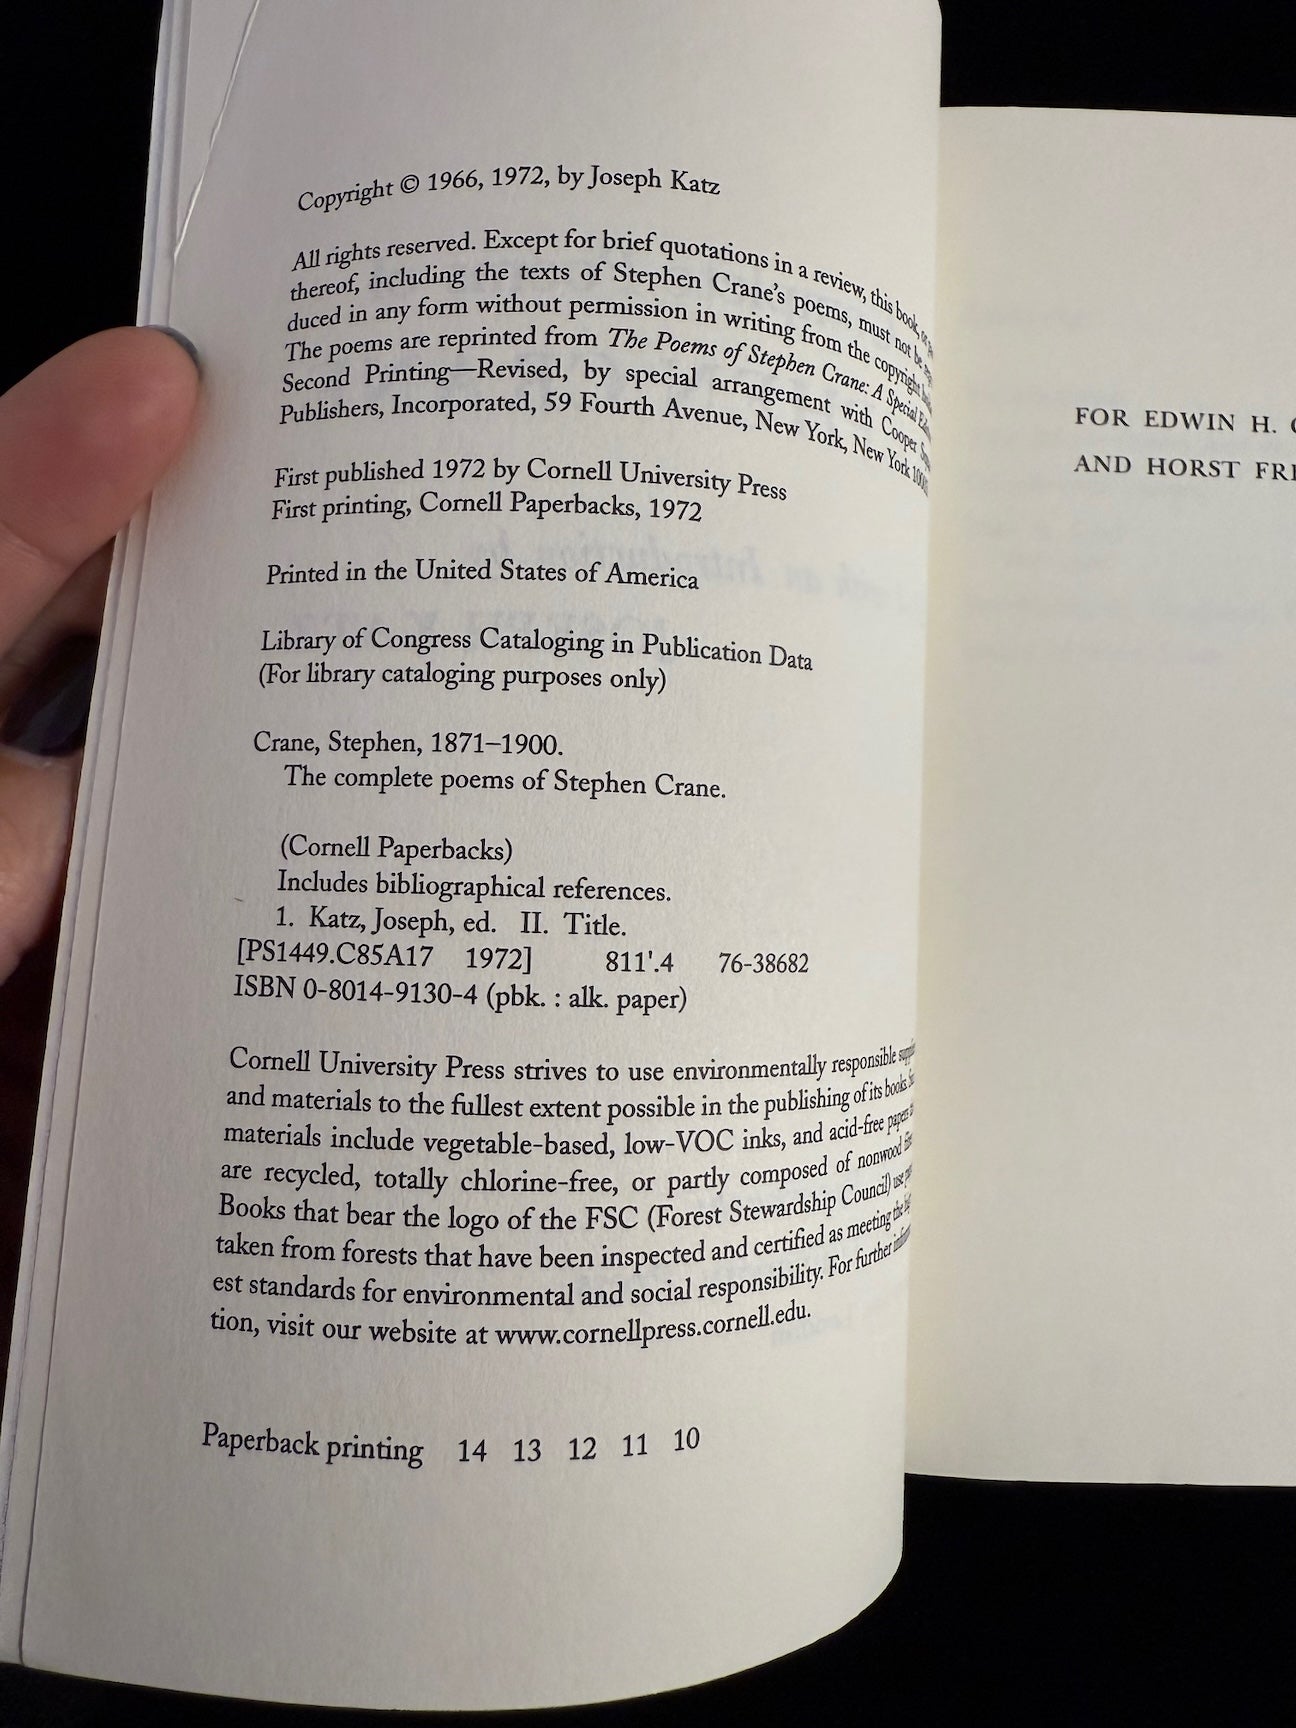 Copyright © 1966, 1972, by Joseph Katz
All rights reserved. Except for brief quotations in a review, this book, or
thereof, including the texts of Stephen Crane's poems, must not be
duced in any form without permission in writing from the copyright
The poems are reprinted from The Poems of Stephen Crane: A Special
Second Printing—Revised, by special arrangement with Cooper
Publishers, Incorporated, 59 Fourth Avenue, New York, New York
First published 1972 by Cornell University Press
First printing, Cornell Paperbacks, 1972
Printed in the United States of America
Library of Congress Cataloging in Publication Data
(For library cataloging purposes only)
Crane, Stephen, 1871–1900.
The complete poems of Stephen Crane.
(Cornell Paperbacks)
Includes bibliographical references.
1. Katz, Joseph, ed. II. Title.
[PS1449.C85A17 1972] 811'.4 76-38682
ISBN 0-8014-9130-4 (pbk. : alk. paper)
Cornell University Press strives to use environmentally responsible
and materials to the fullest extent possible in the publishing of its books.
materials include vegetable-based, low-VOC inks, and acid-free papers
are recycled, totally chlorine-free, or partly composed of nonwood
Books that bear the logo of the FSC (Forest Stewardship Council) use
taken from forests that have been inspected and certified as meeting the
est standards for environmental and social responsibility. For further
tion, visit our website at www.cornellpress.cornell.edu.
Paperback printing 14 13 12 11 10
FOR EDWIN H.
AND HORST